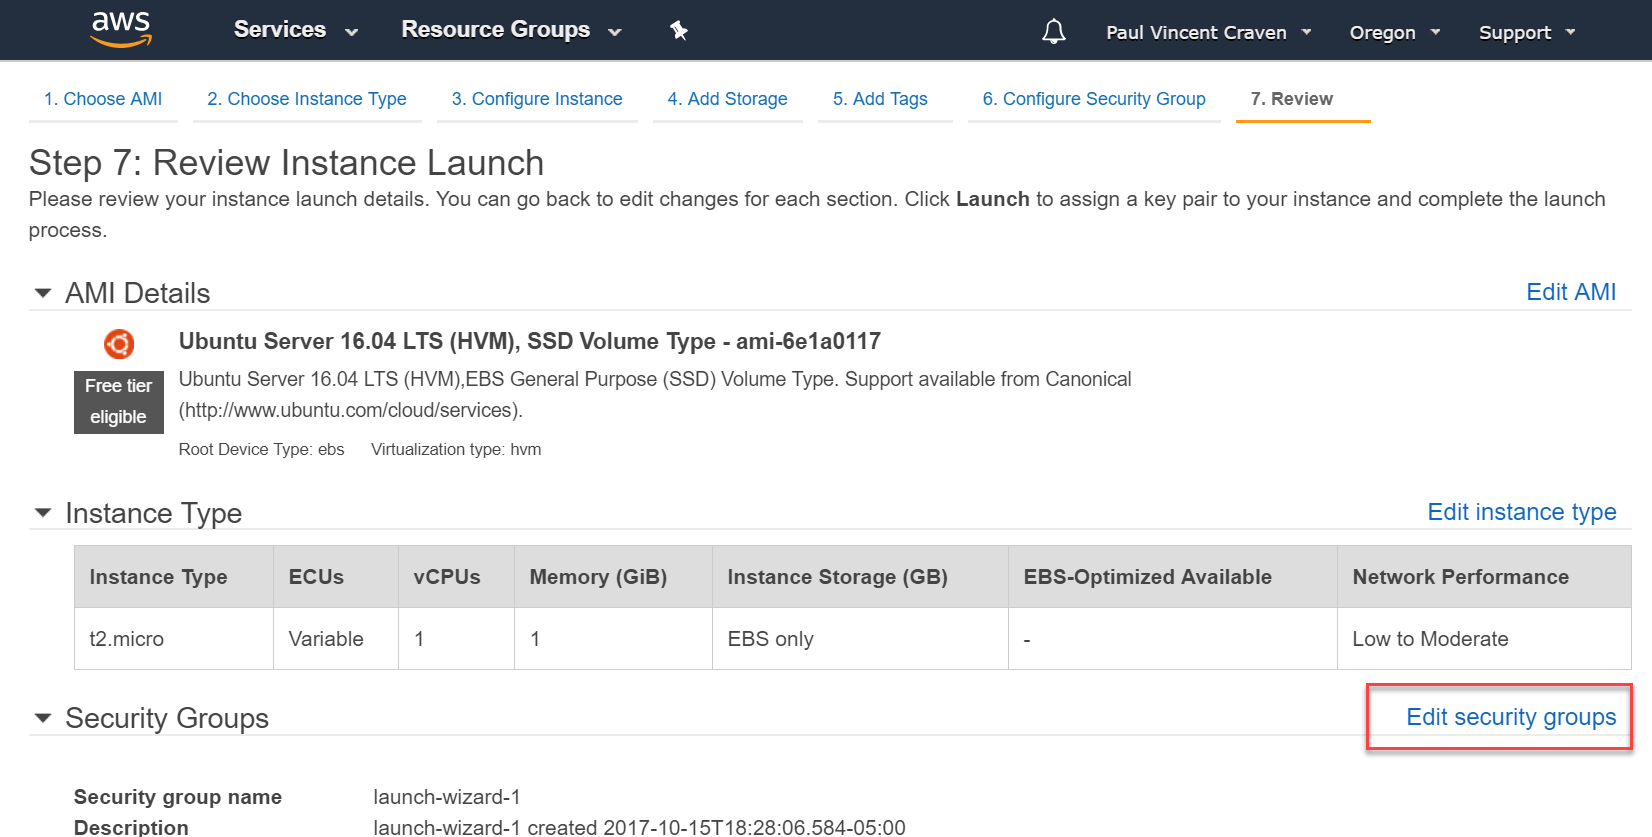 aws Services Resource Groups Paul Vincent Craven Oregon Support
1. Choose AMI 2. Choose Instance Type 3. Configure Instance 4. Add Storage 5. Add Tags 6. Configure Security Group 7. Review
Step 7: Review Instance Launch
Please review your instance launch details. You can go back to edit changes for each section. Click Launch to assign a key pair to your instance and complete the launch
process.
AMI Details Edit AMI
Ubuntu Server 16.04 LTS (HVM), SSD Volume Type - ami-6e1a0117
Free tier
eligible
Ubuntu Server 16.04 LTS (HVM),EBS General Purpose (SSD) Volume Type. Support available from Canonical
(http://www.ubuntu.com/cloud/services).
Root Device Type: ebs Virtualization type: hvm
Instance Type Edit instance type
Instance Type ECUs vCPUs Memory (GiB) Instance Storage (GB) EBS-Optimized Available Network Performance
t2.micro Variable 1 1 EBS only - Low to Moderate
Security Groups Edit security groups
Security group name launch-wizard-1
Description launch-wizard-1 created 2017-10-15T18:28:06.584-05:00